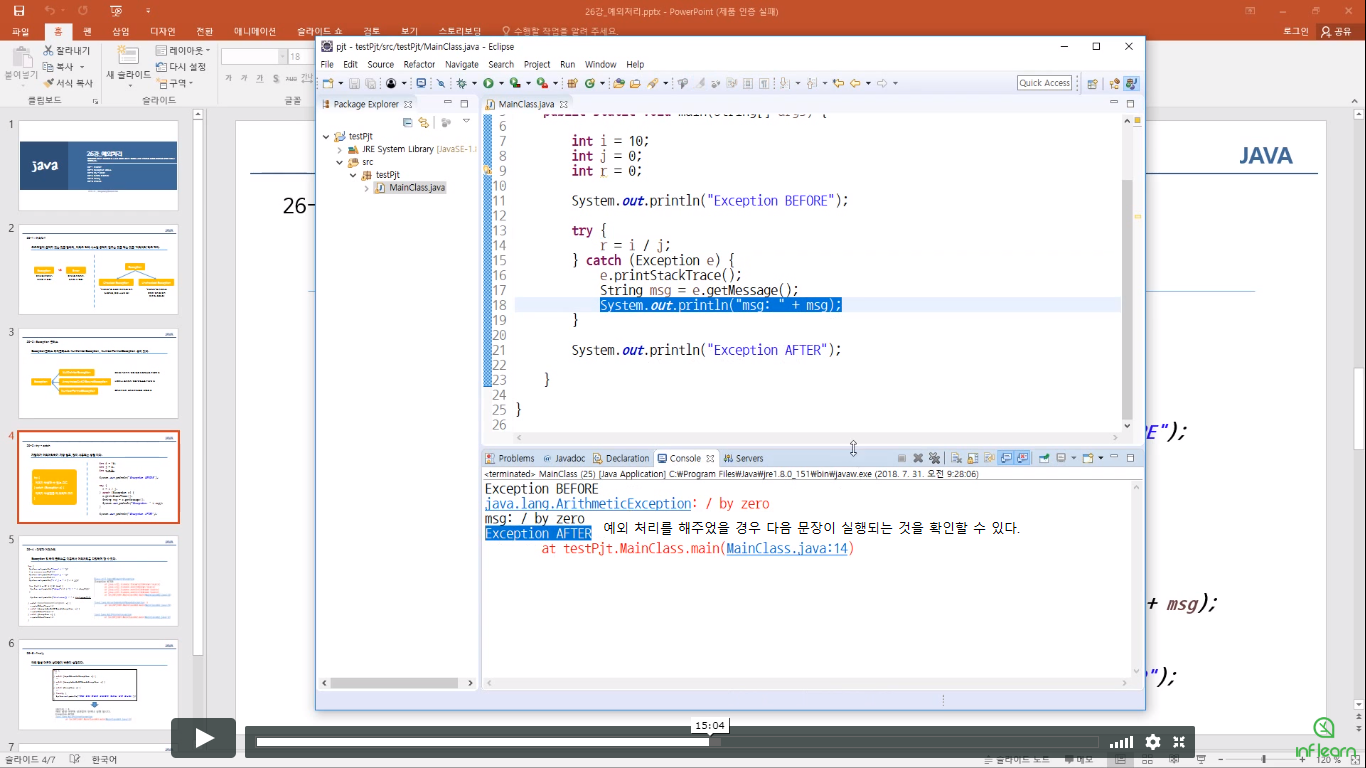 26강_예외처리.pptx - PowerPoint (제품 인증 실패)
파일 홈 삽입 디자인 전환 애니메이션 슬라이드 쇼 검토 보기 스토리보딩 수행할 작업을 알려 주세요.
로그인 공유
붙여넣기
잘라내기
복사
서식 복사
클립보드
새 슬라이드
레이아웃
다시 설정
구역
슬라이드
18
글꼴
pjt - testPjt/src/testPjt/MainClass.java - Eclipse
File Edit Source Refactor Navigate Search Project Run Window Help
Quick Access
Package Explorer
testPjt
JRE System Library [JavaSE-1.
src
testPjt
MainClass.java
MainClass.java
5 public static void main(String[] args) {
6
7 int i = 10;
8 int j = 0;
9 int r = 0;
10
11 System.out.println("Exception BEFORE");
12
13 try {
14 r = i / j;
15 } catch (Exception e) {
16 e.printStackTrace();
17 String msg = e.getMessage();
18 System.out.println("msg: " + msg);
19 }
20
21 System.out.println("Exception AFTER");
22
23 }
24
25 }
26
Problems Javadoc Declaration Console Servers
<terminated> MainClass (25) [Java Application] C:₩Program Files₩Java₩jre1.8.0_151₩bin₩javaw.exe (2018. 7. 31. 오전 9:28:06)
Exception BEFORE
java.lang.ArithmeticException: / by zero
msg: / by zero
Exception AFTER 예외 처리를 해주었을 경우 다음 문장이 실행되는 것을 확인할 수 있다.
at testPjt.MainClass.main(MainClass.java:14)
1
java
26강_예외처리
2
3
4
5
6
7
JAVA
26-
RE");
+ msg);
");
15:04
inflearn
슬라이드 4/7 한국어
슬라이드 노트 메모
120 %